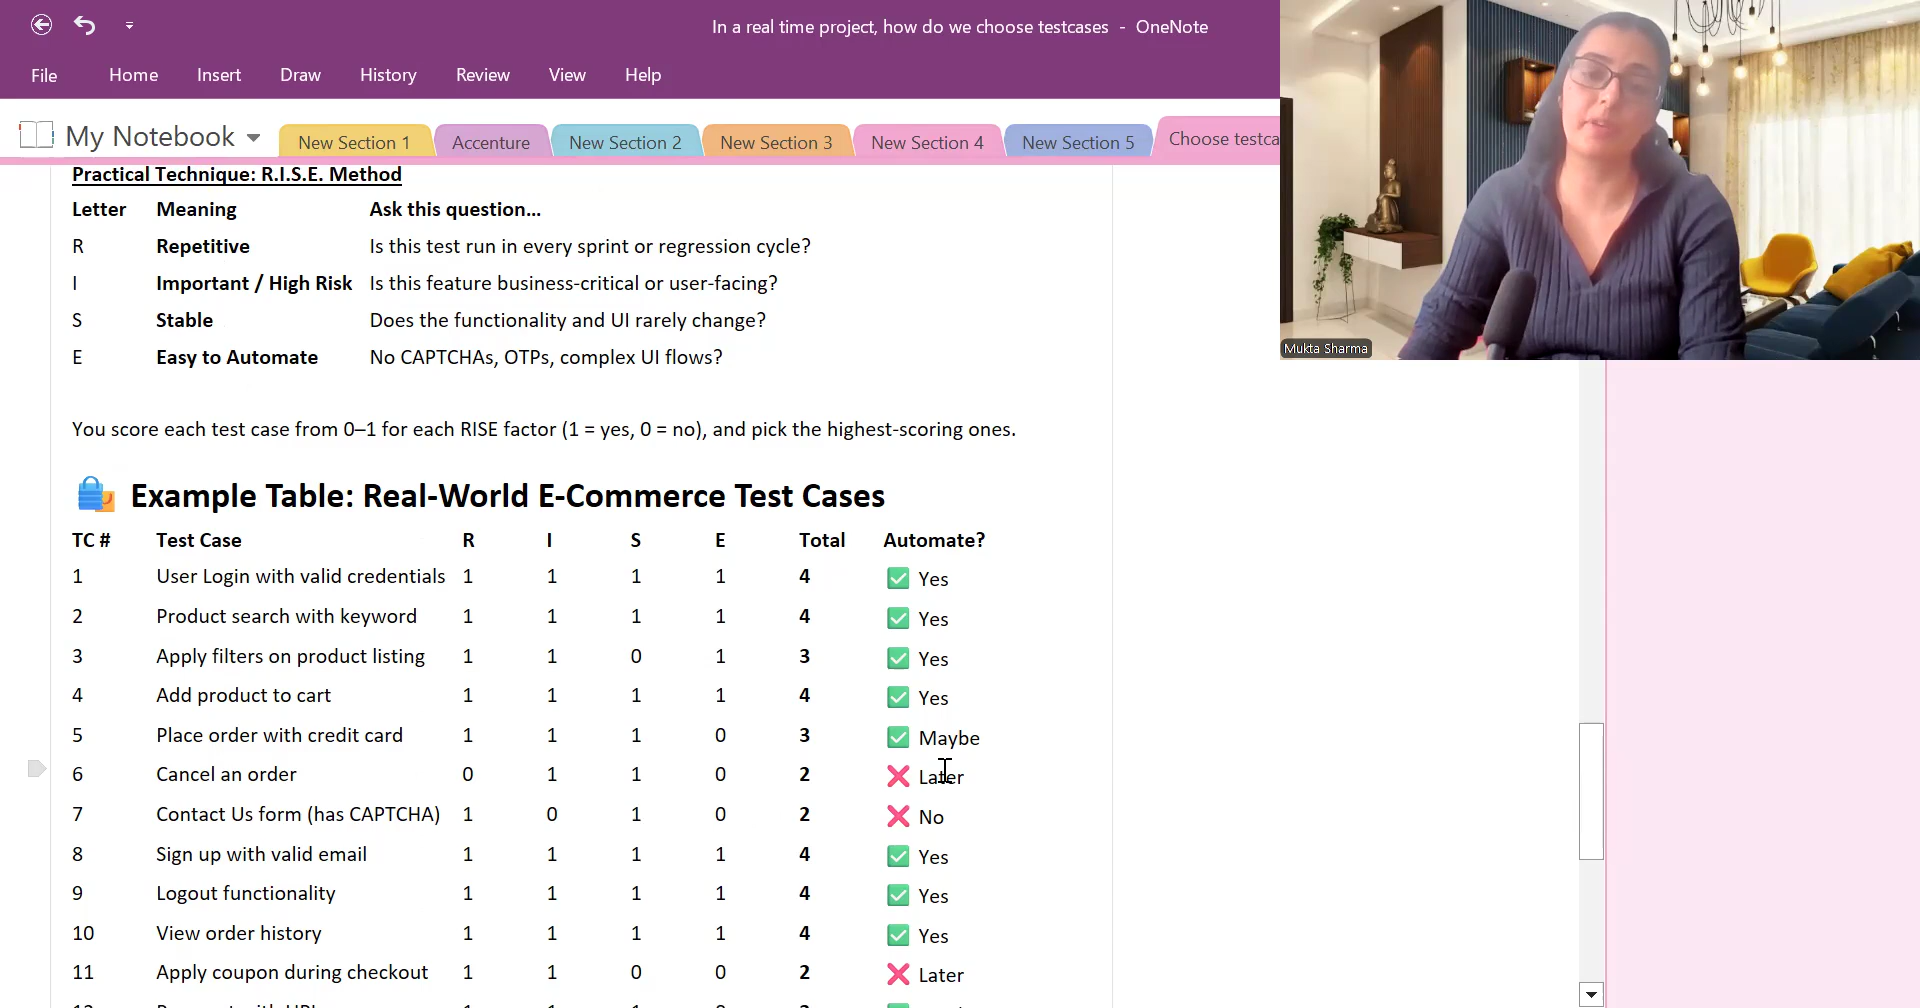 In a real time project, how do we choose testcases - OneNote
File Home Insert Draw History Review View Help
My Notebook New Section 1 Accenture New Section 2 New Section 3 New Section 4 New Section 5 Choose testca
Mukta Sharma
Practical Technique: R.I.S.E. Method
Letter Meaning Ask this question...
R Repetitive Is this test run in every sprint or regression cycle?
I Important / High Risk Is this feature business-critical or user-facing?
S Stable Does the functionality and UI rarely change?
E Easy to Automate No CAPTCHAs, OTPs, complex UI flows?
You score each test case from 0–1 for each RISE factor (1 = yes, 0 = no), and pick the highest-scoring ones.
Example Table: Real-World E-Commerce Test Cases
TC # Test Case R I S E Total Automate?
1 User Login with valid credentials 1 1 1 1 4 ✅ Yes
2 Product search with keyword 1 1 1 1 4 ✅ Yes
3 Apply filters on product listing 1 1 0 1 3 ✅ Yes
4 Add product to cart 1 1 1 1 4 ✅ Yes
5 Place order with credit card 1 1 1 0 3 ✅ Maybe
6 Cancel an order 0 1 1 0 2 ❌ Later
7 Contact Us form (has CAPTCHA) 1 0 1 0 2 ❌ No
8 Sign up with valid email 1 1 1 1 4 ✅ Yes
9 Logout functionality 1 1 1 1 4 ✅ Yes
10 View order history 1 1 1 1 4 ✅ Yes
11 Apply coupon during checkout 1 1 0 0 2 ❌ Later